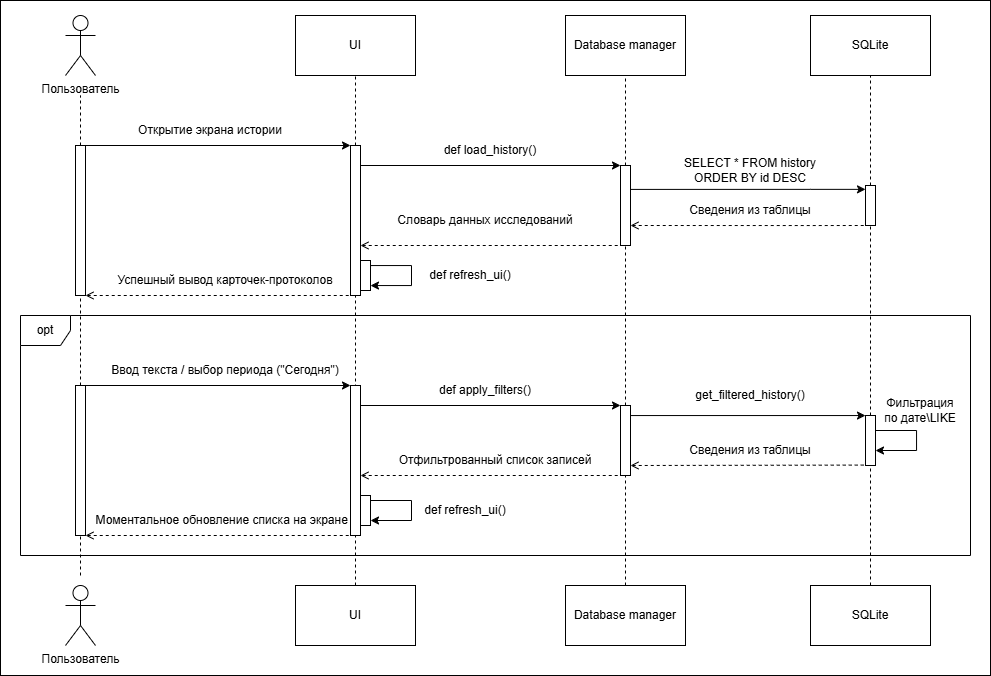 Пользователь
UI
Database manager
SQLite
Открытие экрана истории
def load_history()
SELECT * FROM history
ORDER BY id DESC
Сведения из таблицы
Словарь данных исследований
def refresh_ui()
Успешный вывод карточек-протоколов
opt
Ввод текста / выбор периода ("Сегодня")
def apply_filters()
get_filtered_history()
Фильтрация
по дате\LIKE
Сведения из таблицы
Отфильтрованный список записей
def refresh_ui()
Моментальное обновление списка на экране
Пользователь
UI
Database manager
SQLite